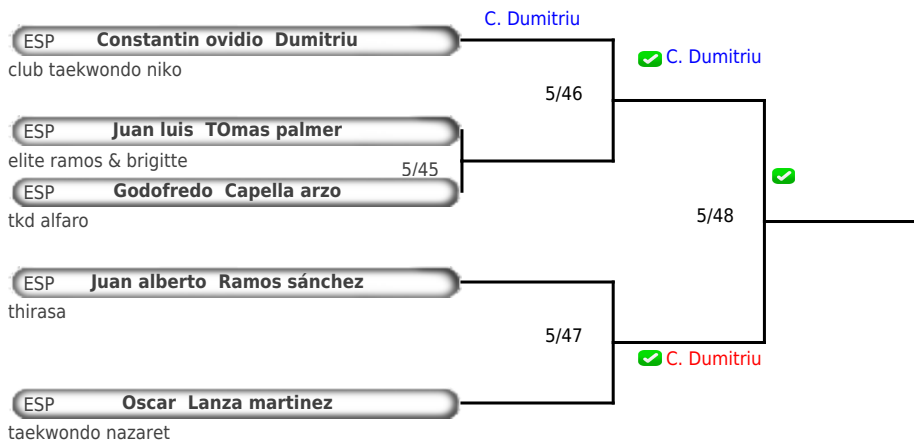 C. Dumitriu
ESP Constantin ovidio Dumitriu
club taekwondo niko
C. Dumitriu
5/46
ESP Juan luis TOmas palmer
elite ramos & brigitte
5/45
ESP Godofredo Capella arzo
tkd alfaro
5/48
ESP Juan alberto Ramos sánchez
thirasa
5/47
C. Dumitriu
ESP Oscar Lanza martinez
taekwondo nazaret